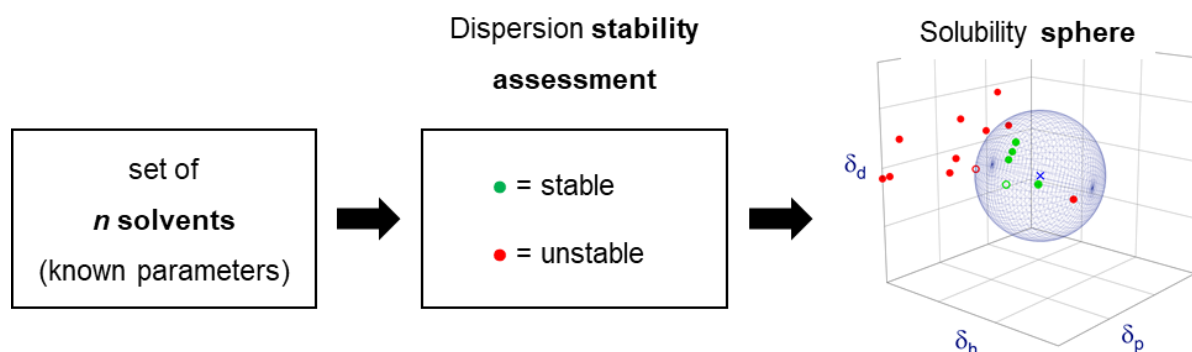 Dispersion stability
assessment
Solubility sphere
set of
n solvents
(known parameters)
= stable
= unstable
δd
δh
δp